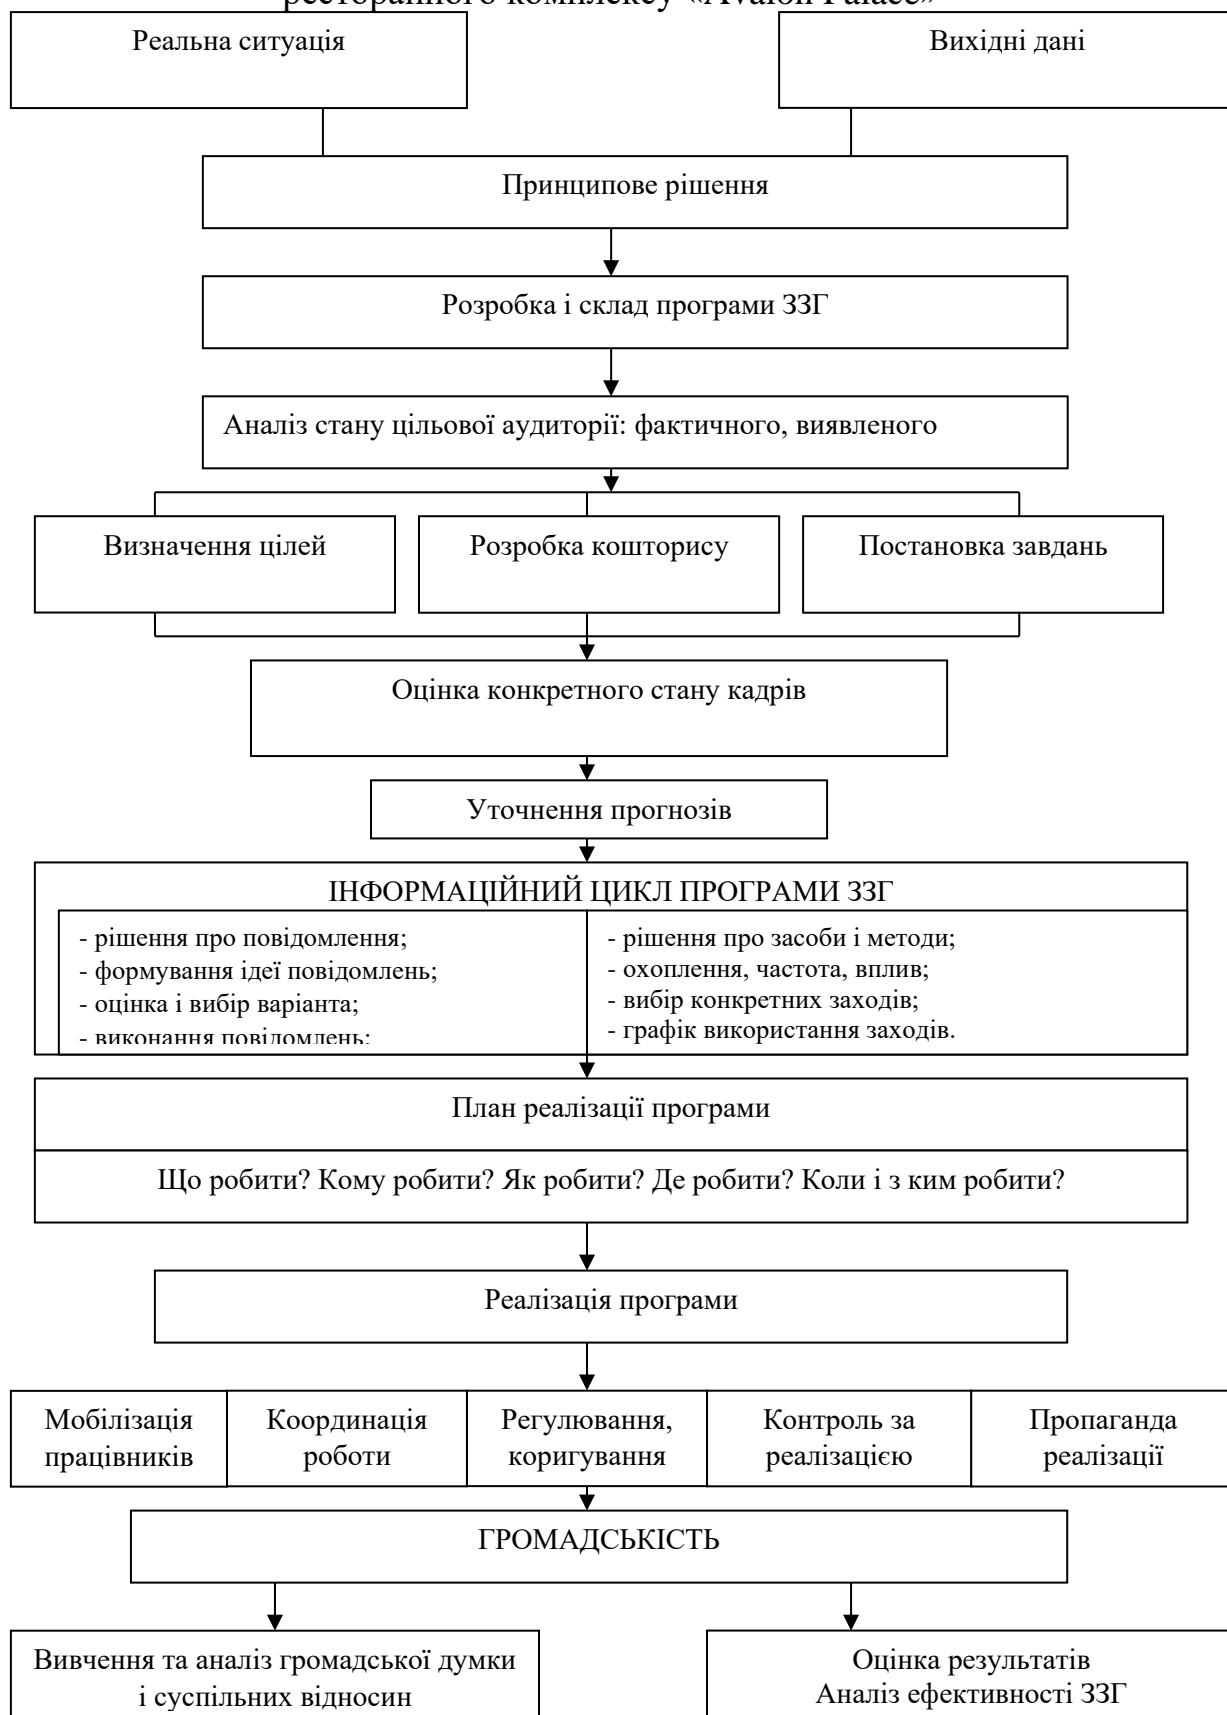 ресторанного комплексу «Avalon Palace»
Реальна ситуація
Вихідні дані
Принципове рішення
Розробка і склад програми ЗЗГ
Аналіз стану цільової аудиторії: фактичного, виявленого
Визначення цілей
Розробка кошторису
Постановка завдань
Оцінка конкретного стану кадрів
Уточнення прогнозів
ІНФОРМАЦІЙНИЙ ЦИКЛ ПРОГРАМИ ЗЗГ
- рішення про повідомлення;
- формування ідеї повідомлень;
- оцінка і вибір варіанта;
- виконання повідомлень;
- рішення про засоби і методи;
- охоплення, частота, вплив;
- вибір конкретних заходів;
- графік використання заходів.
План реалізації програми
Що робити? Кому робити? Як робити? Де робити? Коли і з ким робити?
Реалізація програми
Мобілізація
працівників
Координація
роботи
Регулювання,
коригування
Контроль за
реалізацією
Пропаганда
реалізації
ГРОМАДСЬКІСТЬ
Вивчення та аналіз громадської думки
і суспільних відносин
Оцінка результатів
Аналіз ефективності ЗЗГ